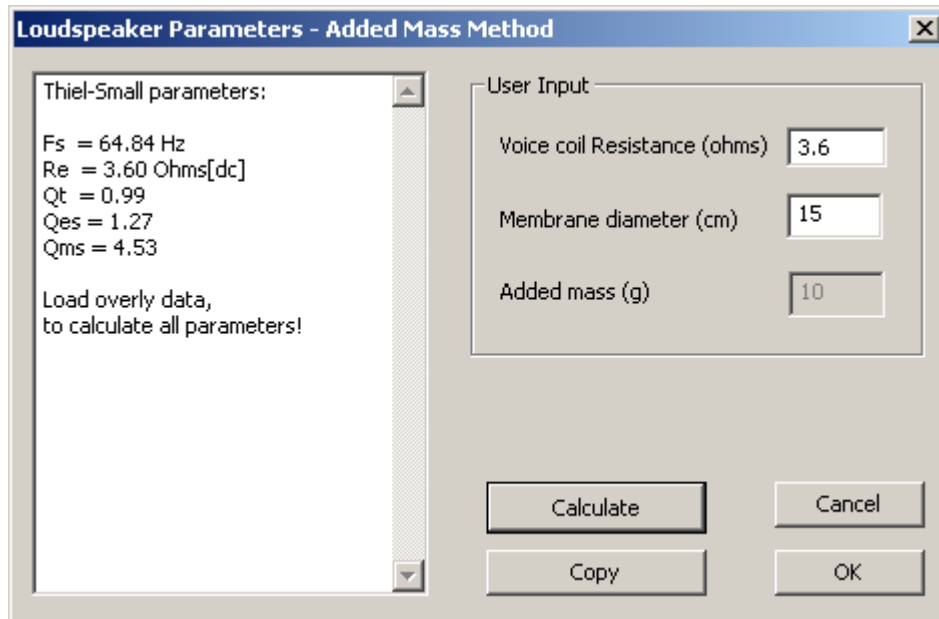 Loudspeaker Parameters - Added Mass Method
Thiel-Small parameters:
Fs = 64.84 Hz
Re = 3.60 Ohms[dc]
Qt = 0.99
Qes = 1.27
Qms = 4.53
Load overly data,
to calculate all parameters!
User Input
Voice coil Resistance (ohms) 3.6
Membrane diameter (cm) 15
Added mass (g) 10
Calculate Cancel
Copy OK